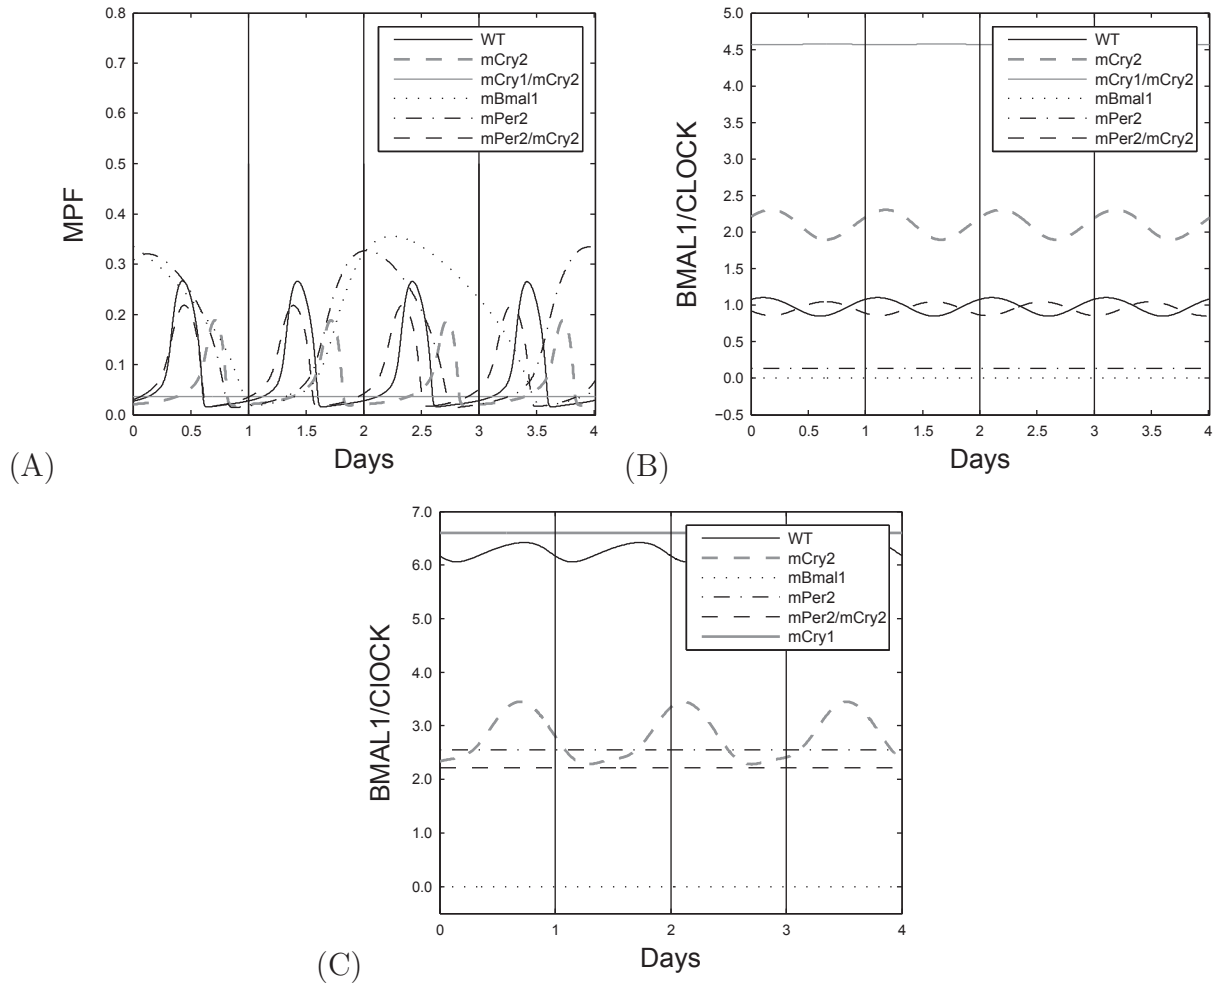 0.8
0.7
0.6
0.5
0.4
0.3
0.2
0.1
0.0
MPF
WT
mCry2
mCry1/mCry2
mBmal1
mPer2
mPer2/mCry2
0 0.5 1 1.5 2 2.5 3 3.5 4
Days
(A)
5.0
4.5
4.0
3.5
3.0
2.5
2.0
1.5
1.0
0.5
0.0
−0.5
BMAL1/CLOCK
WT
mCry2
mCry1/mCry2
mBmal1
mPer2
mPer2/mCry2
0 0.5 1 1.5 2 2.5 3 3.5 4
Days
(B)
7.0
6.0
5.0
4.0
3.0
2.0
0.0
BMAL1/ClOCK
WT
mCry2
mBmal1
mPer2
mPer2/mCry2
mCry1
0 1 2 3 4
Days
(C)